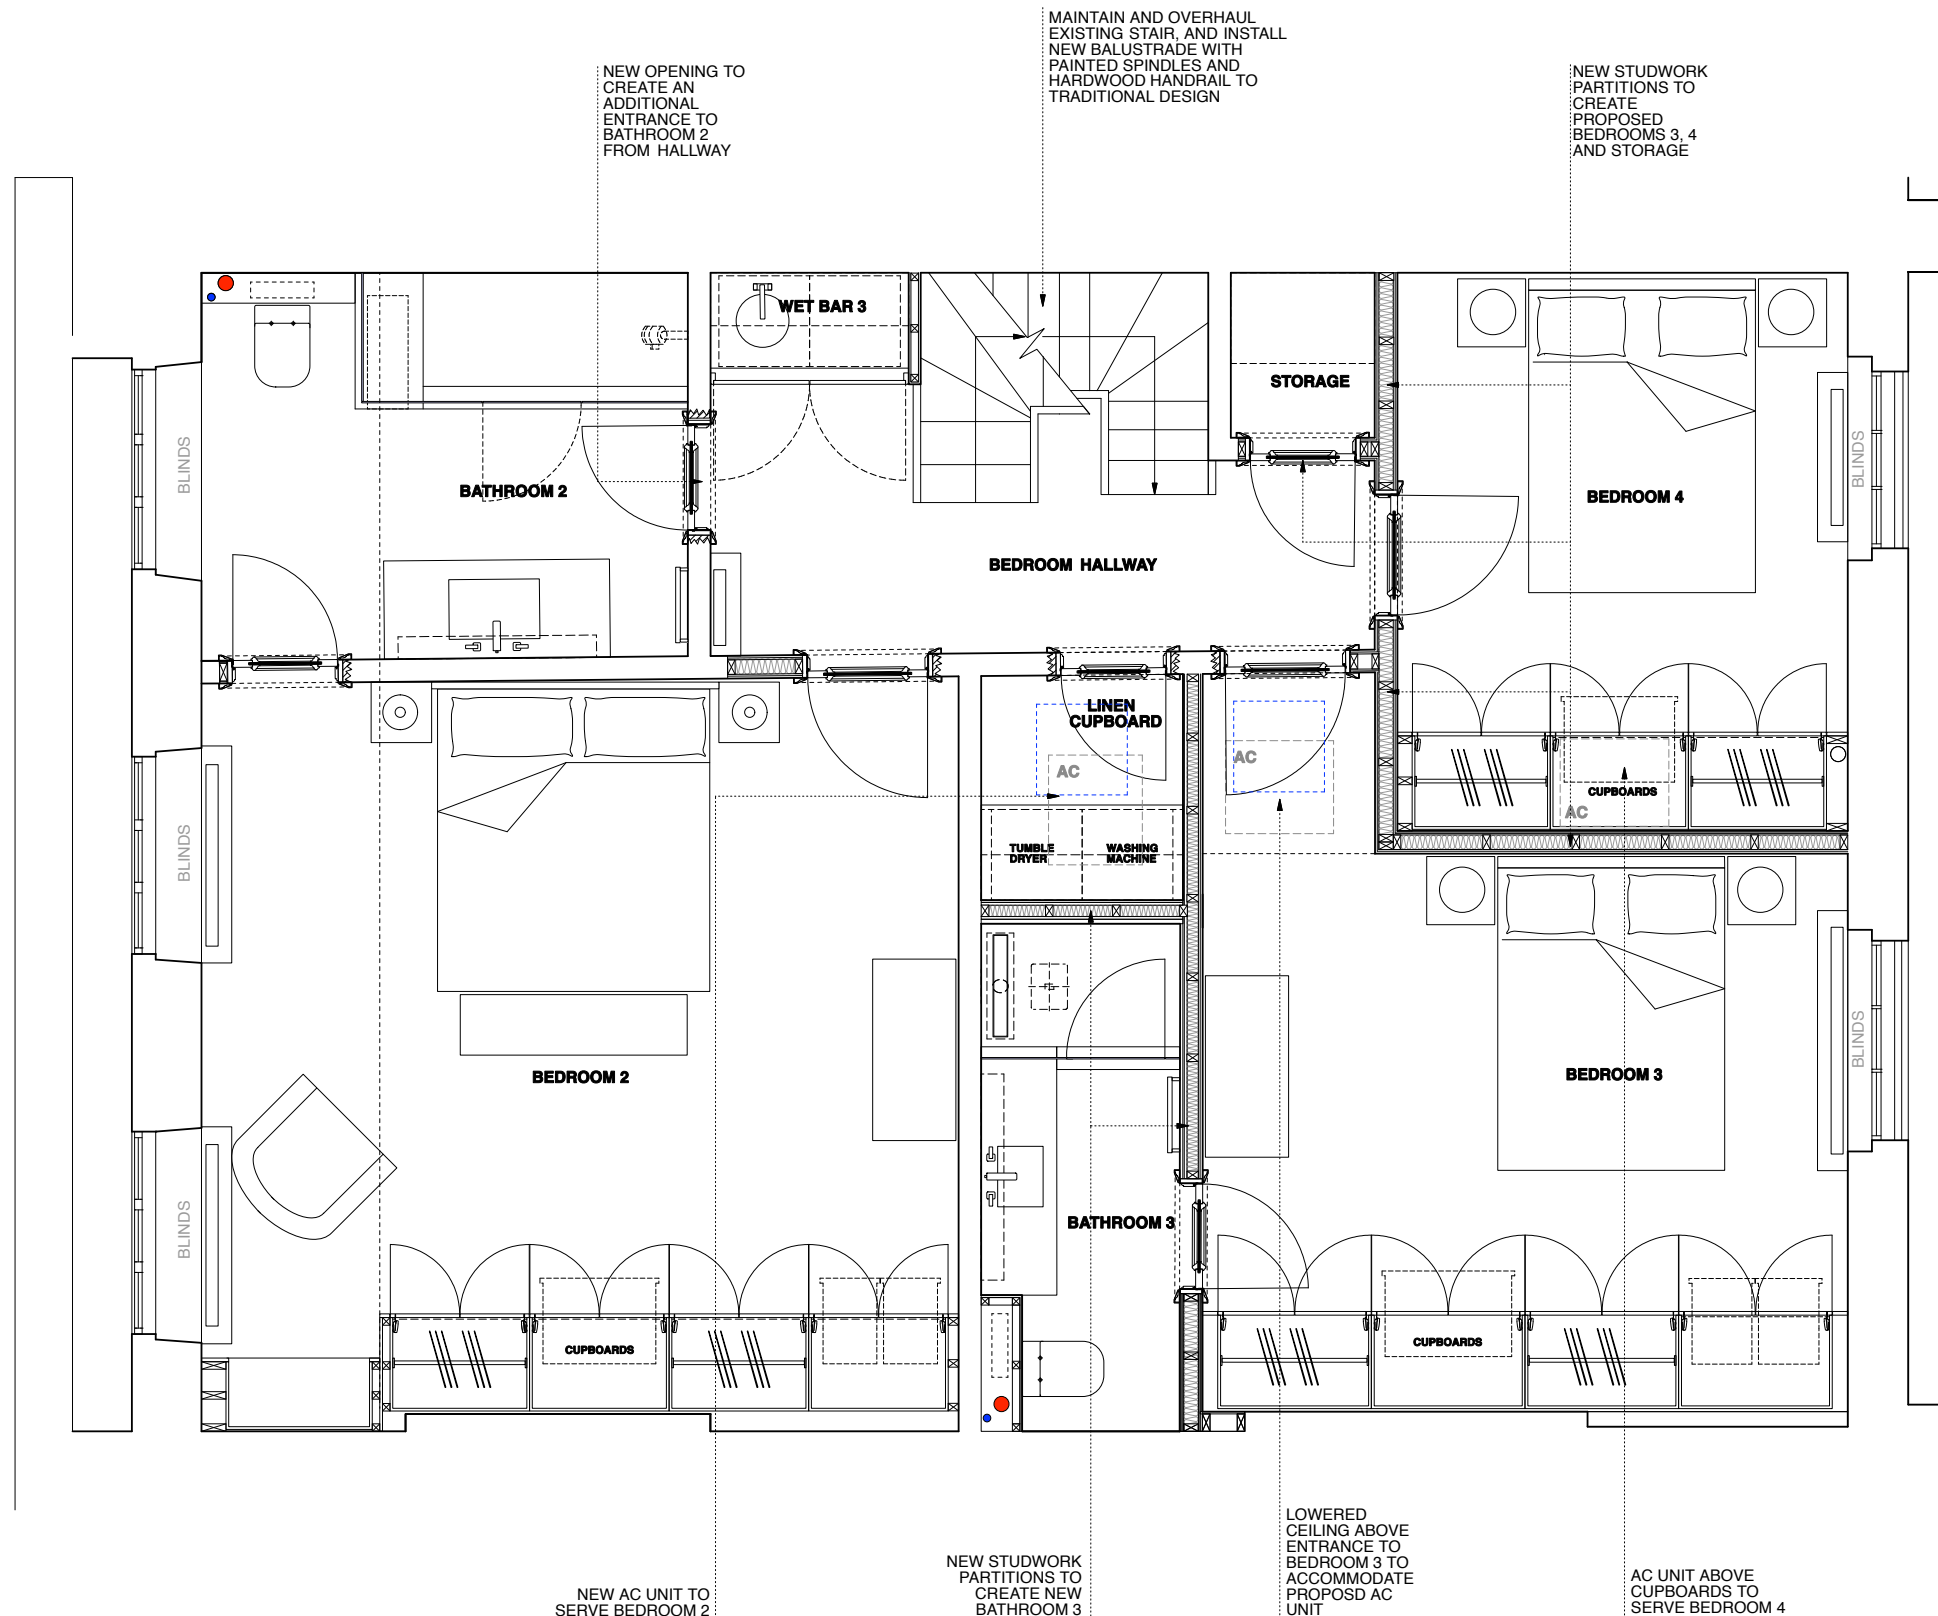 MAINTAIN AND OVERHAUL
EXISTING STAIR, AND INSTALL
NEW BALUSTRADE WITH
PAINTED SPINDLES AND
HARDWOOD HANDRAIL TO
TRADITIONAL DESIGN
NEW OPENING TO
CREATE AN
ADDITIONAL
ENTRANCE TO
BATHROOM 2
FROM HALLWAY
NEW STUDWORK
PARTITIONS TO
CREATE
PROPOSED
BEDROOMS 3, 4
AND STORAGE
WET BAR 3
STORAGE
BLINDS
BATHROOM 2
BEDROOM 4
BLINDS
BEDROOM HALLWAY
LINEN
CUPBOARD
AC
AC
CUPBOARDS
AC
BLINDS
TUMBLE
DRYER
WASHING
MACHINE
BEDROOM 2
BEDROOM 3
BLINDS
BLINDS
BATHROOM 3
CUPBOARDS
CUPBOARDS
NEW AC UNIT TO
SERVE BEDROOM 2
NEW STUDWORK
PARTITIONS TO
CREATE NEW
BATHROOM 3
LOWERED
CEILING ABOVE
ENTRANCE TO
BEDROOM 3 TO
ACCOMMODATE
PROPOSD AC
UNIT
AC UNIT ABOVE
CUPBOARDS TO
SERVE BEDROOM 4